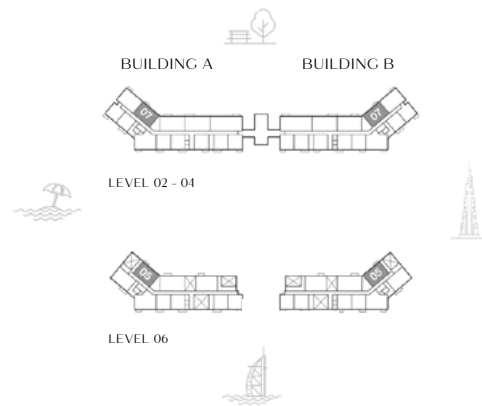 BUILDING A BUILDING B
07 07
LEVEL 02 - 04
05 05
LEVEL 06